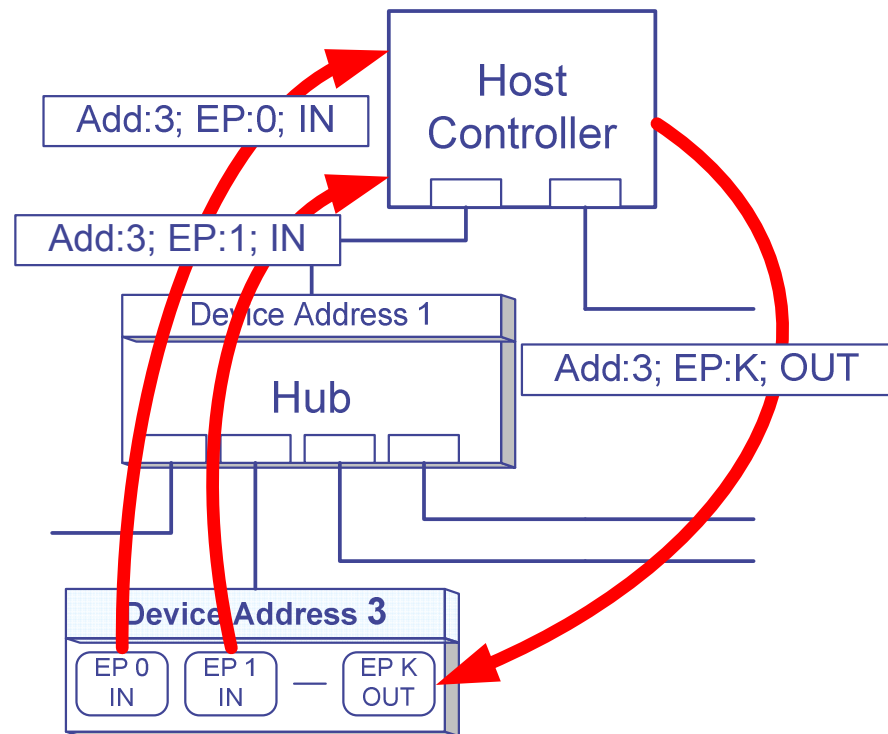 Host
Controller
Add:3; EP:0; IN
Add:3; EP:1; IN
Device Address 1
Add:3; EP:K; OUT
Hub
Device Address 3
EP 0
IN
EP 1
IN
—
EP K
OUT